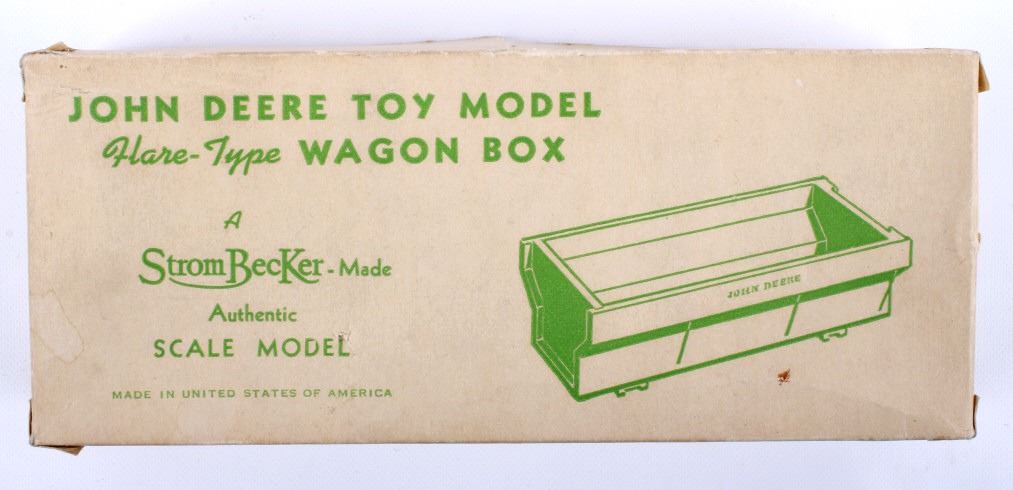 JOHN DEERE TOY MODEL
Flare-Type WAGON BOX
A
StromBecKer-Made
Authentic
SCALE MODEL
MADE IN UNITED STATES OF AMERICA
JOHN DEERE